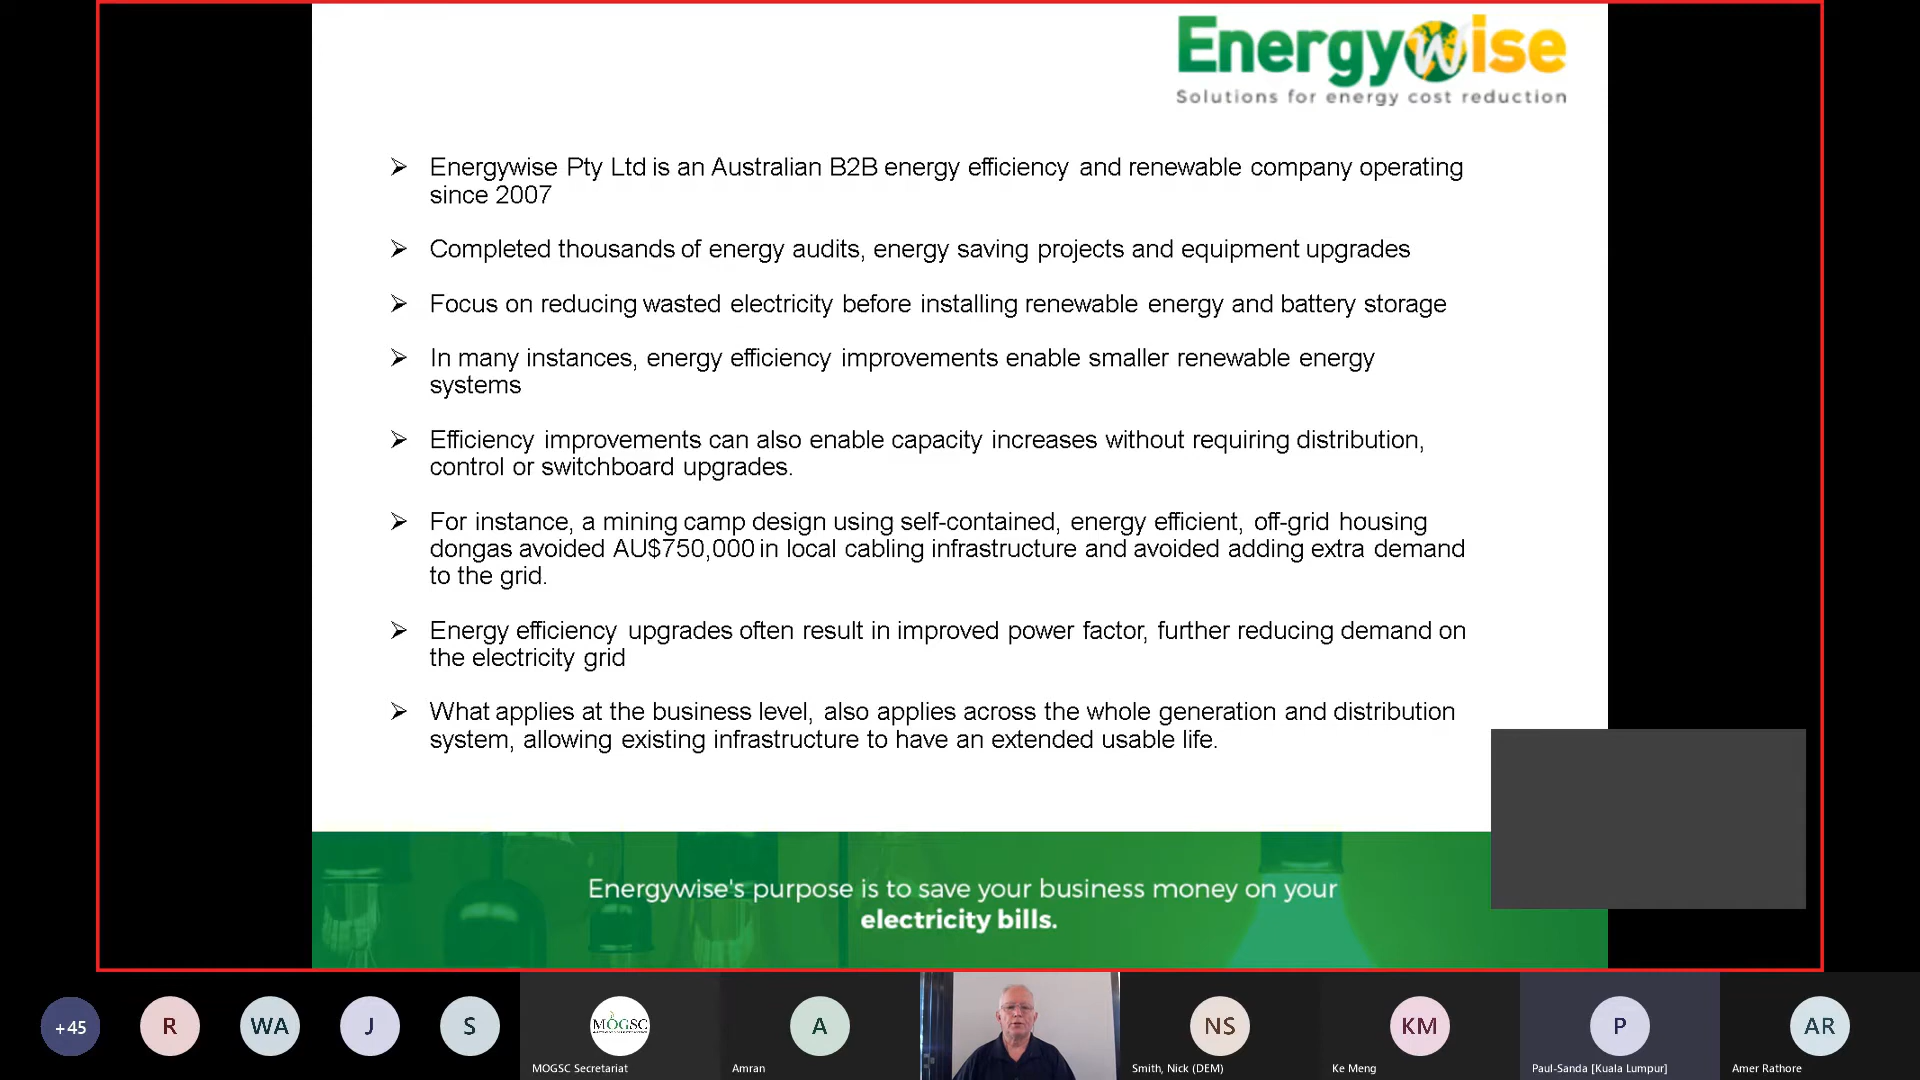 Energywise
Solutions for energy cost reduction
➢ Energywise Pty Ltd is an Australian B2B energy efficiency and renewable company operating
since 2007
➢ Completed thousands of energy audits, energy saving projects and equipment upgrades
➢ Focus on reducing wasted electricity before installing renewable energy and battery storage
➢ In many instances, energy efficiency improvements enable smaller renewable energy
systems
➢ Efficiency improvements can also enable capacity increases without requiring distribution,
control or switchboard upgrades.
➢ For instance, a mining camp design using self-contained, energy efficient, off-grid housing
dongas avoided AU$750,000 in local cabling infrastructure and avoided adding extra demand
to the grid.
➢ Energy efficiency upgrades often result in improved power factor, further reducing demand on
the electricity grid
➢ What applies at the business level, also applies across the whole generation and distribution
system, allowing existing infrastructure to have an extended usable life.
Energywise's purpose is to save your business money on your
electricity bills.
+45
R
WA
J
S
MOGSC
MOGSC Secretariat
A
Amran
NS
Smith, Nick (DEM)
KM
Ke Meng
P
Paul-Sanda [Kuala Lumpur]
AR
Amer Rathore